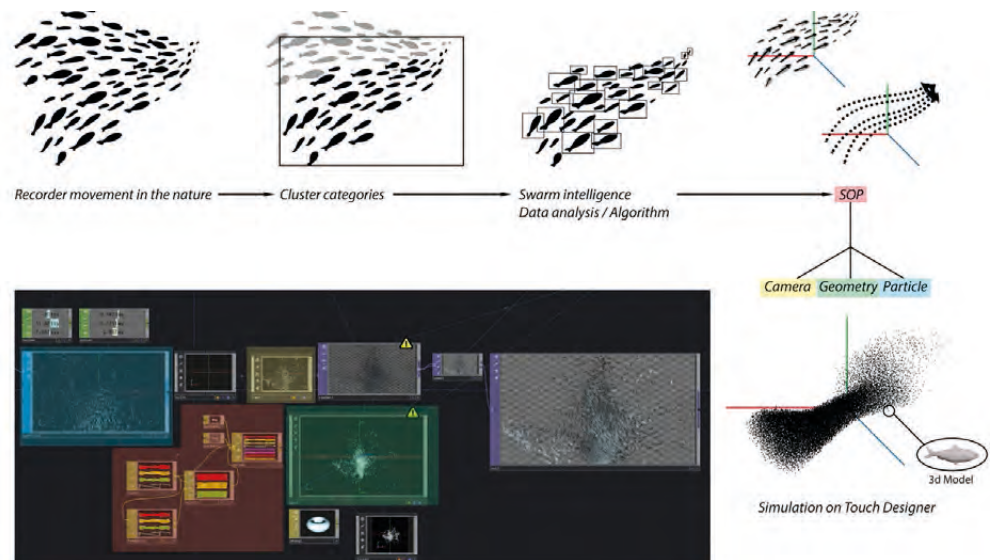 Recorder movement in the nature
Cluster categories
Swarm intelligence
Data analysis / Algorithm
SOP
Camera
Geometry
Particle
3d Model
Simulation on Touch Designer